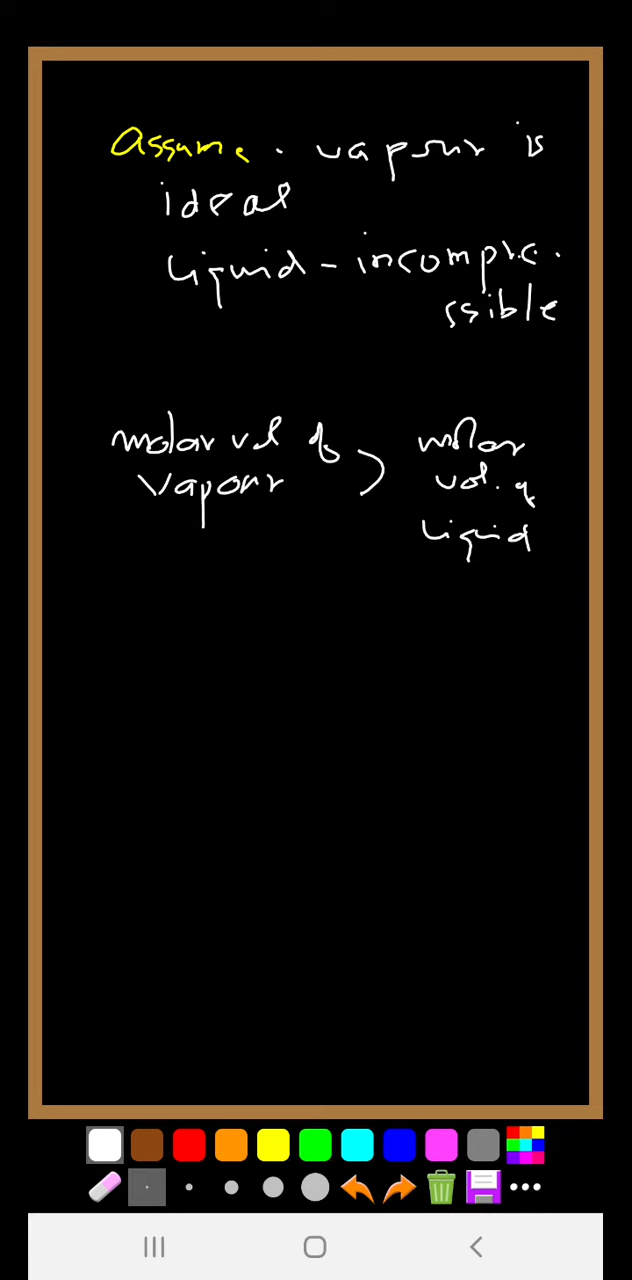 Assume . vapour is
ideal
Liquid - incompre.
ssible
molar vol of > molar
vapour vol. of
Liquid